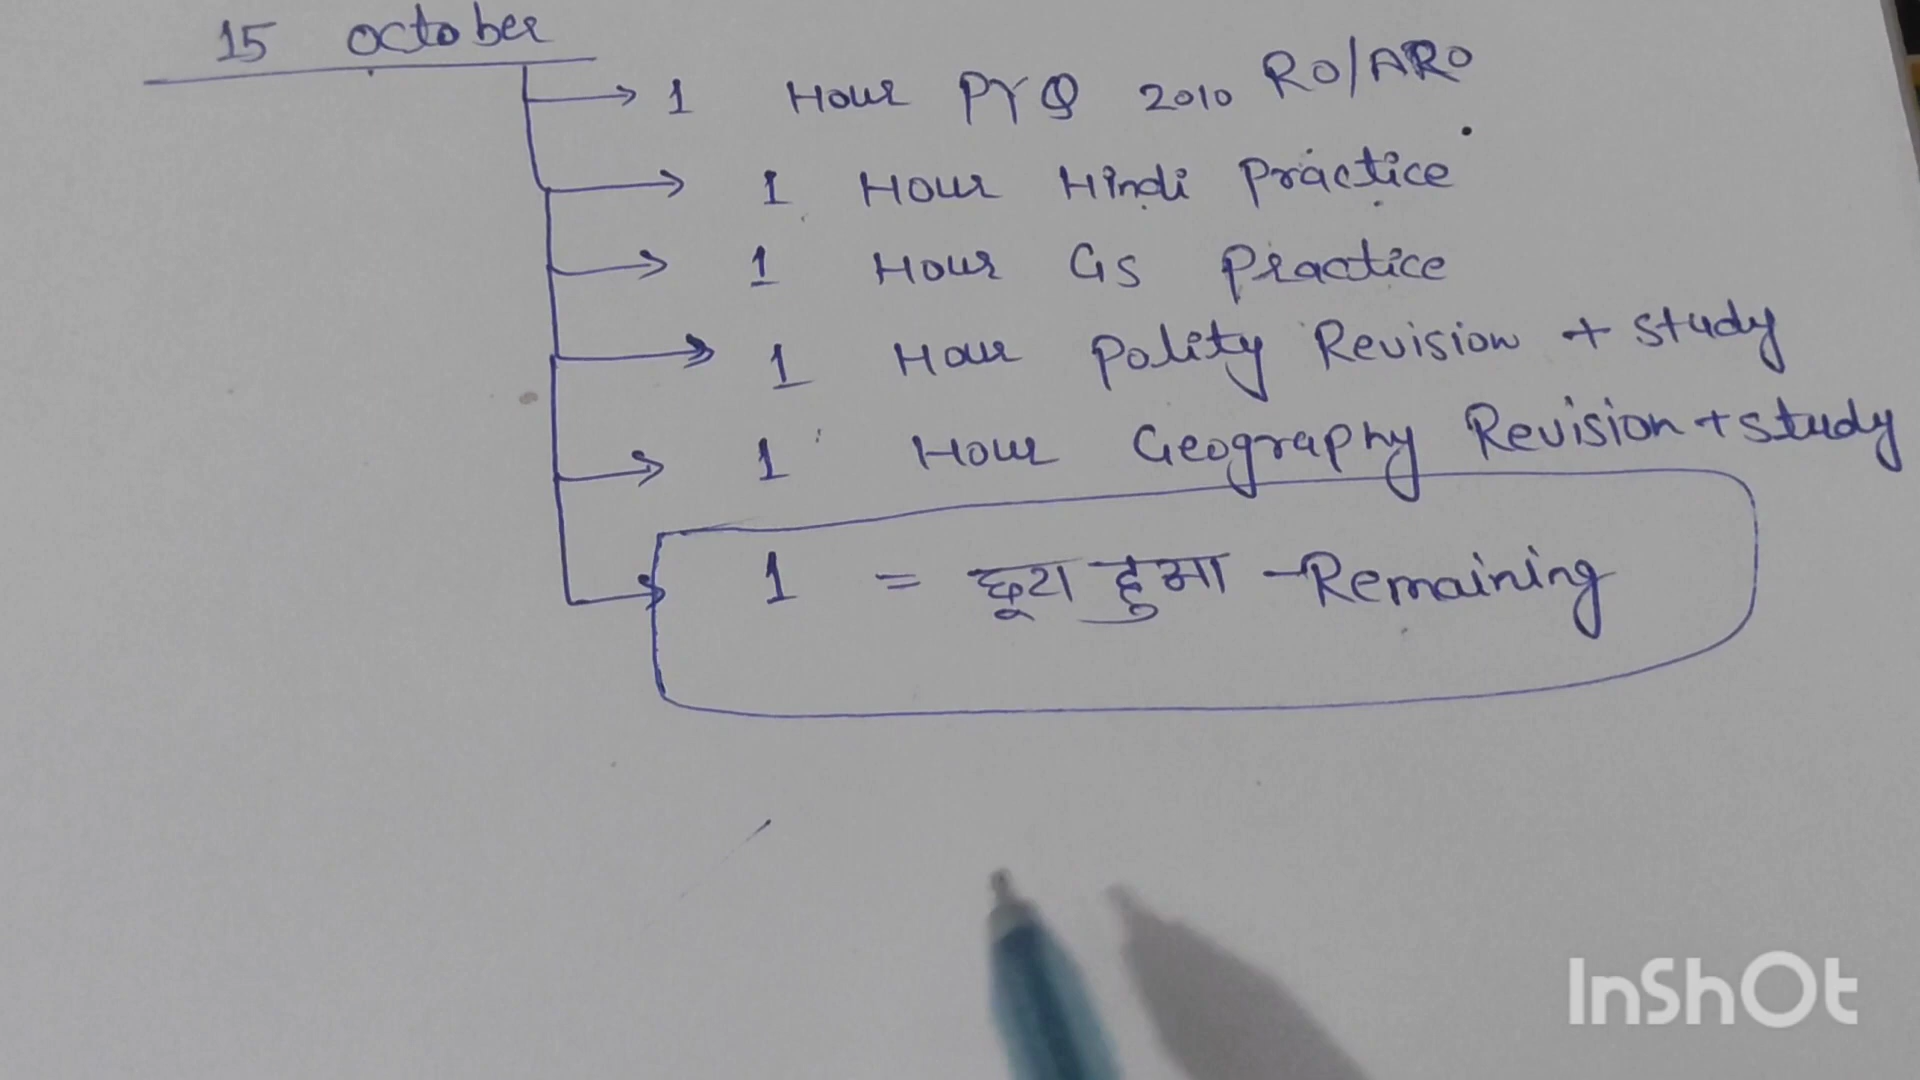 15 october
1 Hour PYQ 2010 RO/ARO
1 Hour Hindi Practice
1 Hour GS Practice
1 Hour Polity Revision + study
1 Hour Geography Revision + study
1 = छूटा हुआ - Remaining
InShOt